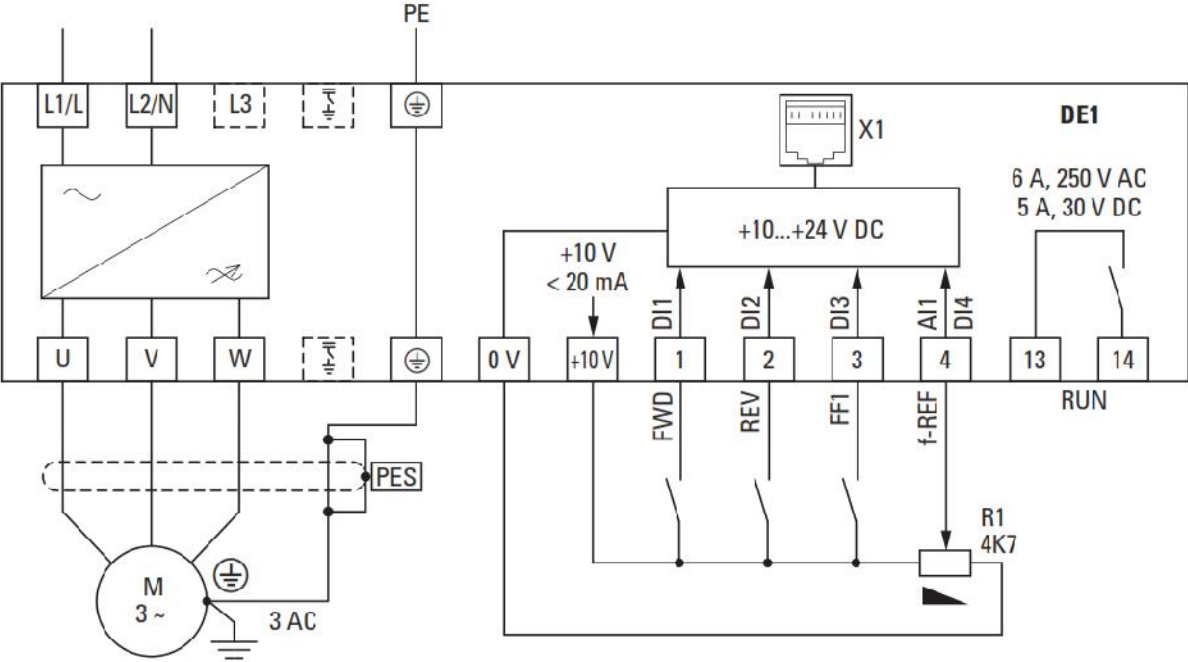 PE
L1/L
L2/N
L3
X1
DE1
6 A, 250 V AC
5 A, 30 V DC
+10...+24 V DC
+10 V
< 20 mA
DI1
DI2
DI3
AI1
DI4
U
V
W
0 V
+10 V
1
2
3
4
13
14
FWD
REV
FF1
f-REF
RUN
PES
R1
4K7
M
3 ~
3 AC